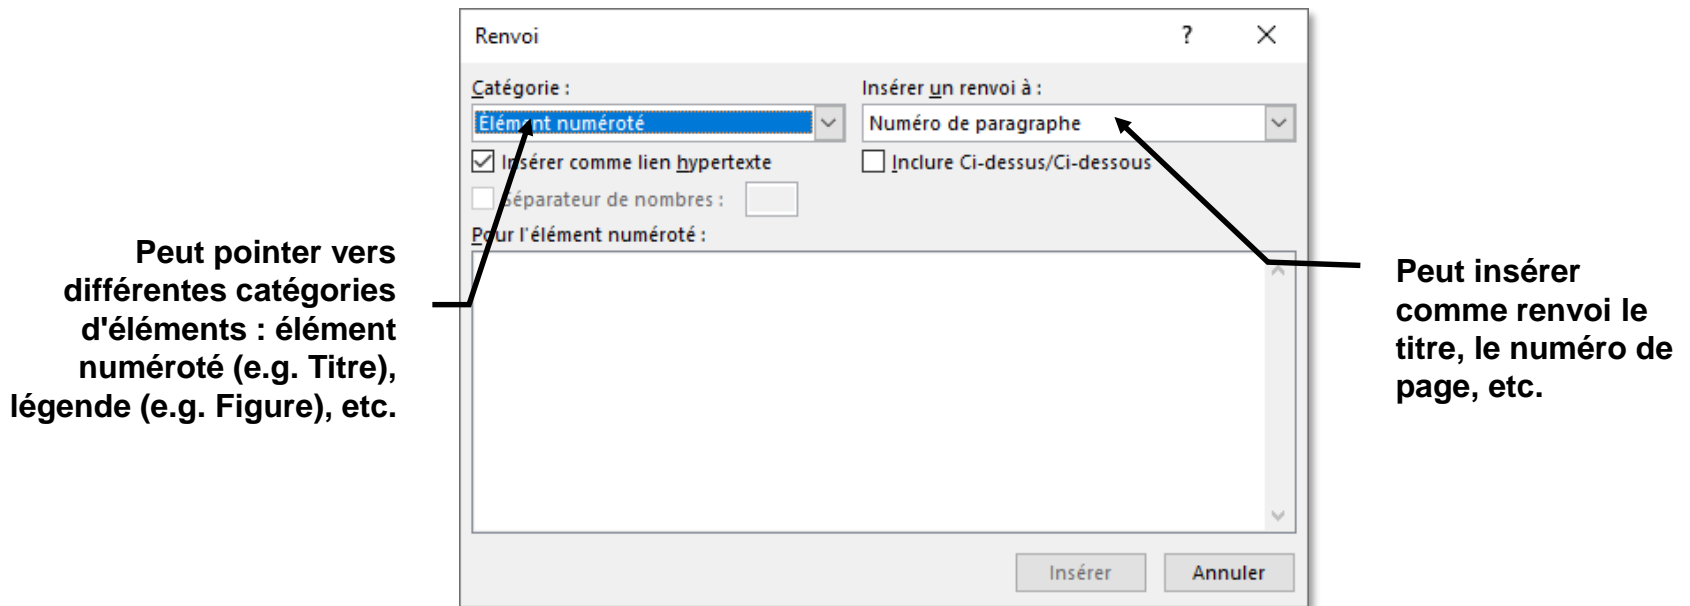 Renvoi
?
Catégorie :
Insérer un renvoi à :
Élément numéroté
Numéro de paragraphe
Insérer comme lien hypertexte
Inclure Ci-dessus/Ci-dessous
Séparateur de nombres :
Pour l'élément numéroté :
Peut pointer vers
différentes catégories
d'éléments : élément
numéroté (e.g. Titre),
légende (e.g. Figure), etc.
Peut insérer
comme renvoi le
titre, le numéro de
page, etc.
Insérer
Annuler